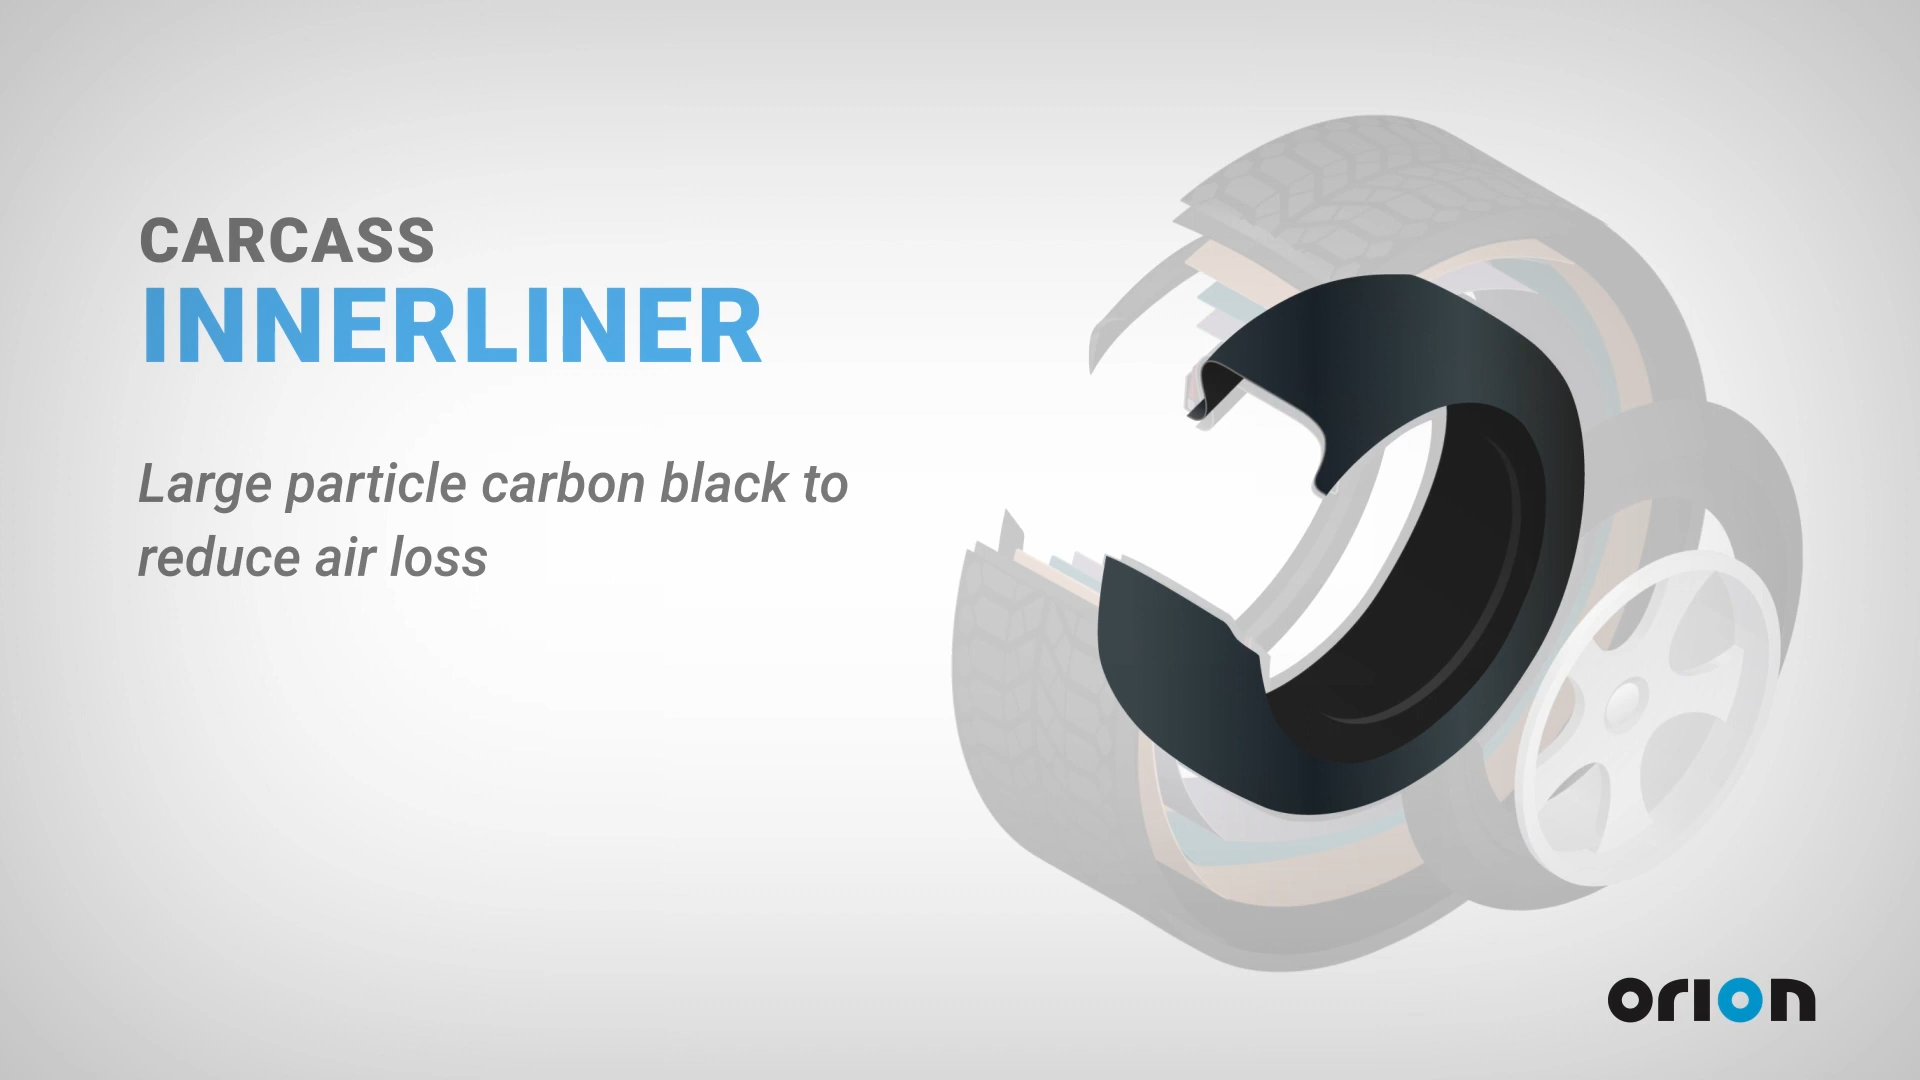 CARCASS
INNERLINER
Large particle carbon black to
reduce air loss
orion